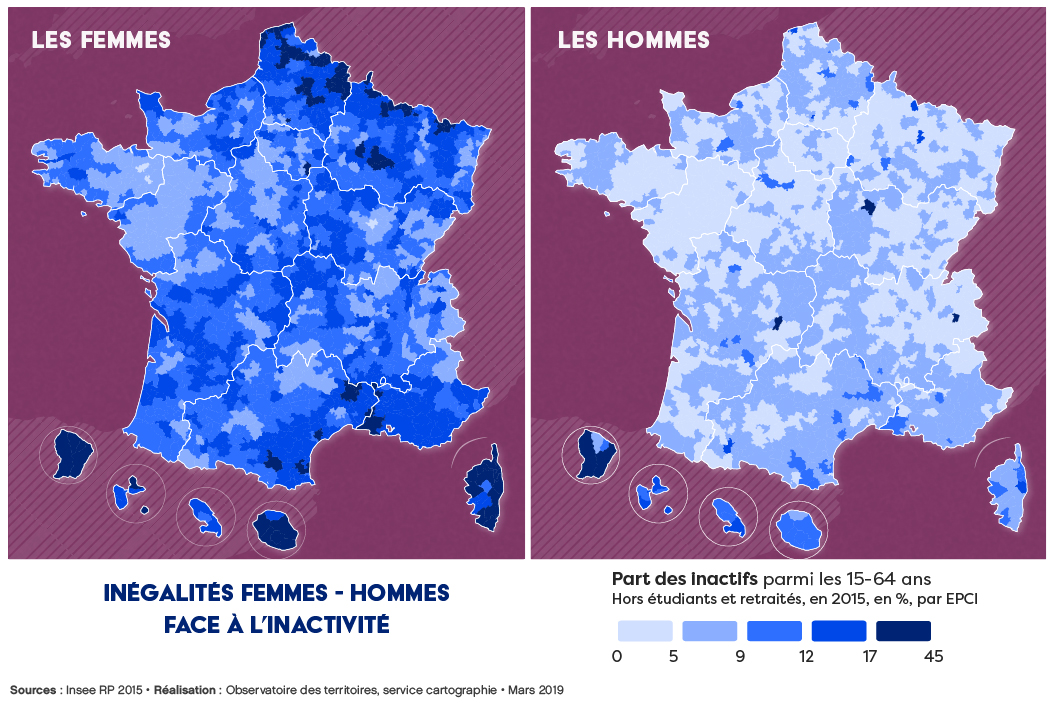 LES FEMMES
LES HOMMES
INÉGALITÉS FEMMES - HOMMES
FACE À L'INACTIVITÉ
Part des inactifs parmi les 15-64 ans
Hors étudiants et retraités, en 2015, en %, par EPCI
0 5 9 12 17 45
Sources : Insee RP 2015 • Réalisation : Observatoire des territoires, service cartographie • Mars 2019